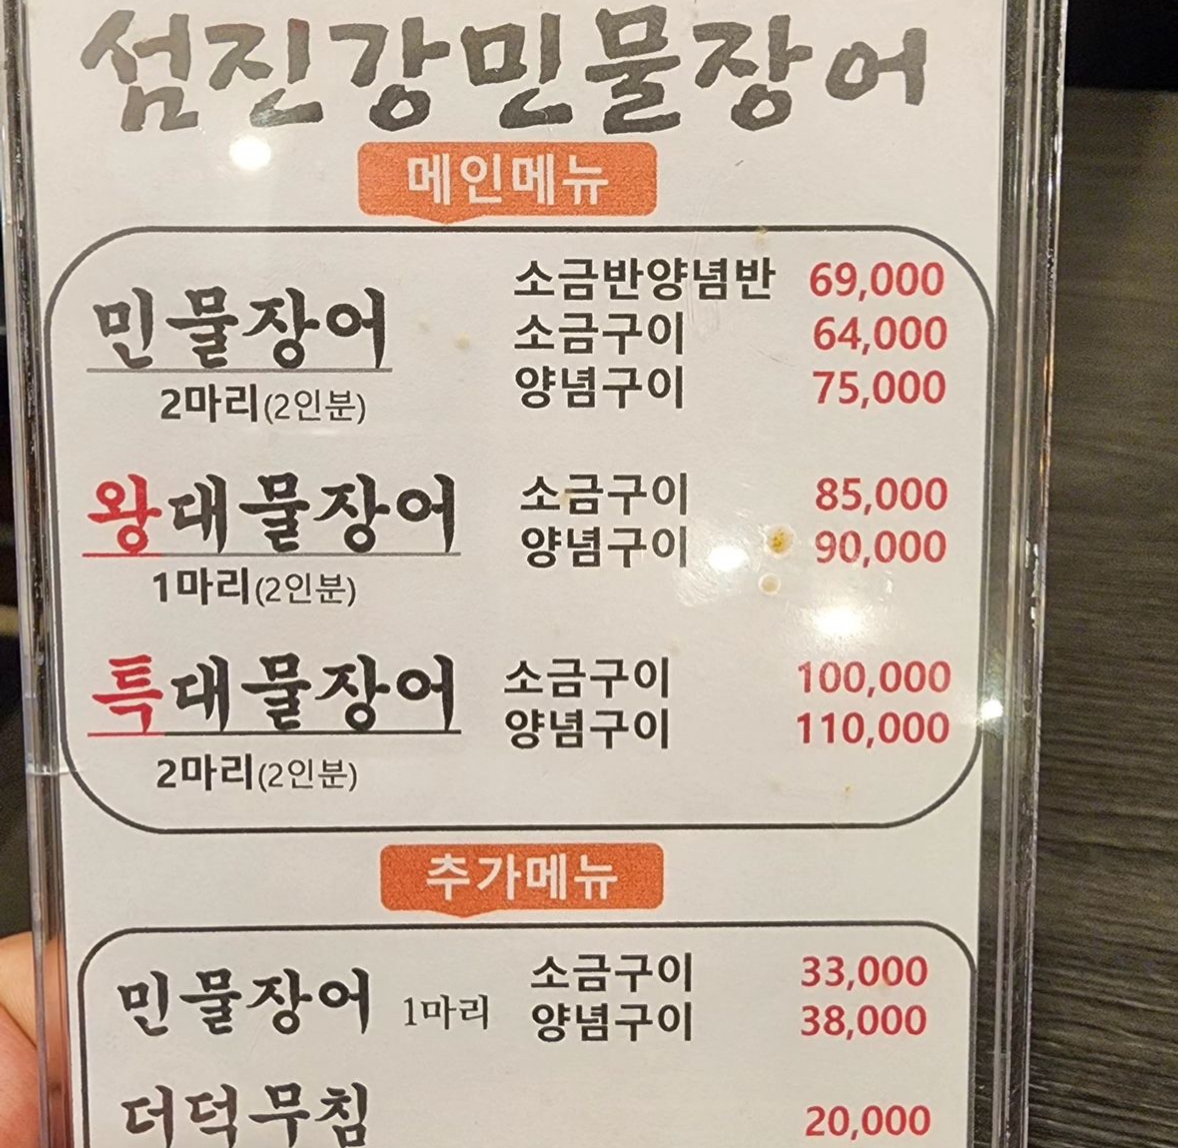 섬진강민물장어
메인메뉴
민물장어
2마리(2인분)
소금반양념반 69,000
소금구이 64,000
양념구이 75,000
왕대물장어
1마리(2인분)
소금구이 85,000
양념구이 90,000
특대물장어
2마리(2인분)
소금구이 100,000
양념구이 110,000
추가메뉴
민물장어 1마리
소금구이 33,000
양념구이 38,000
더덕무침 20,000